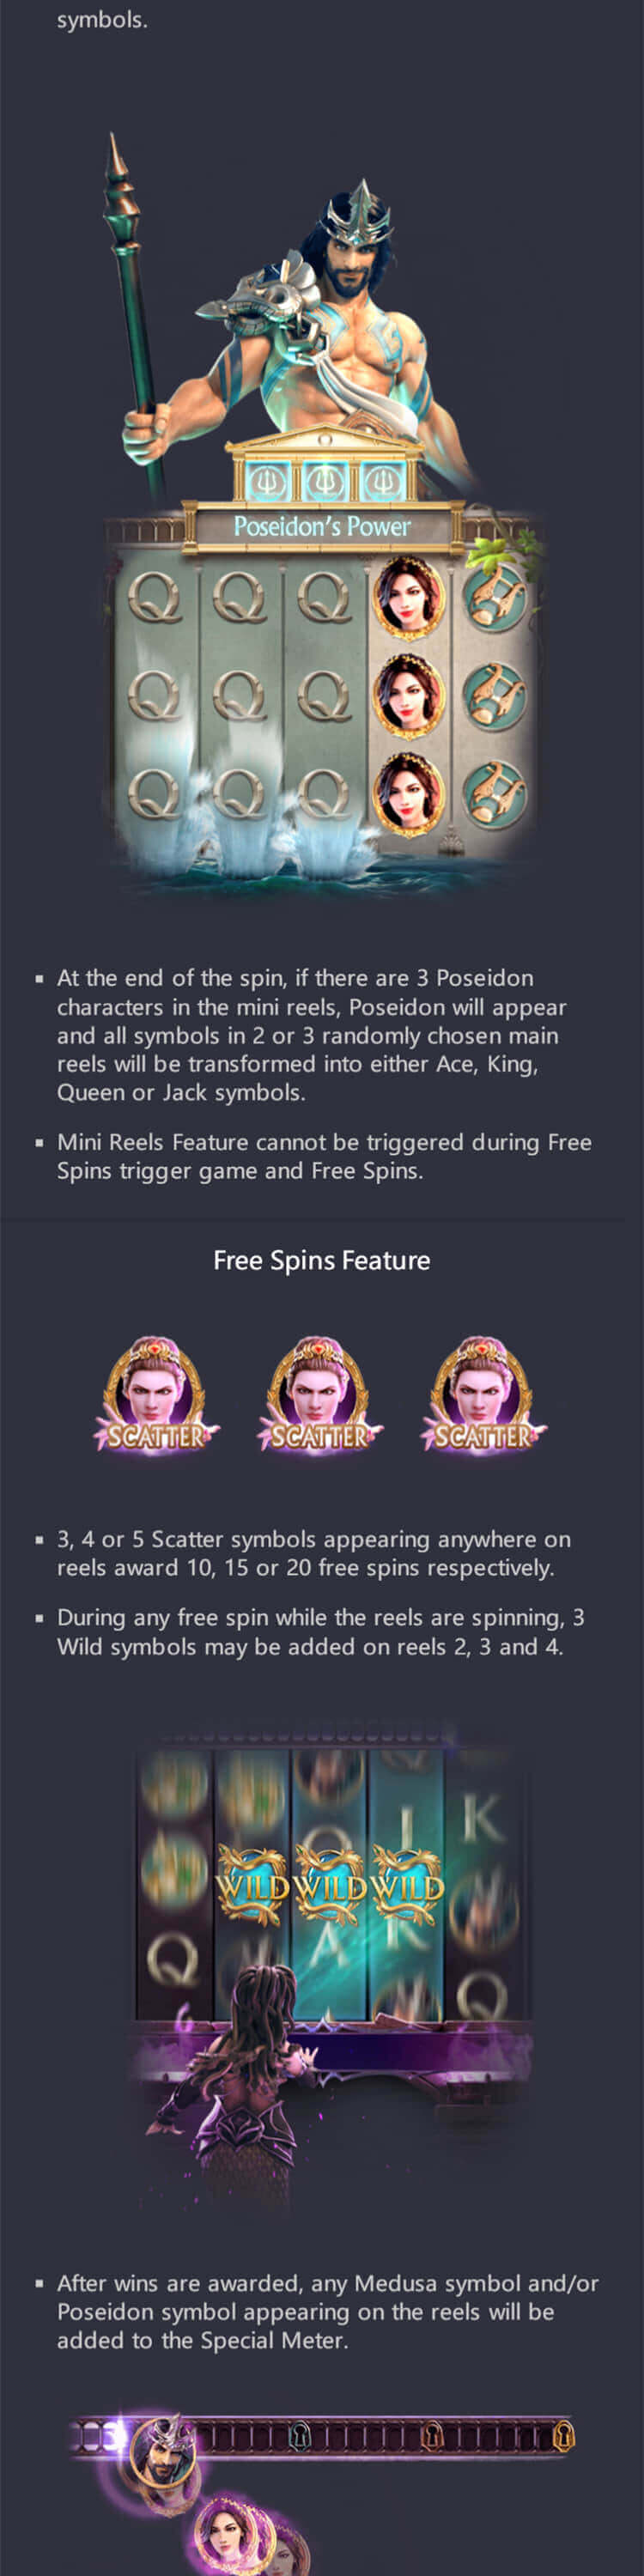 symbols.
Poseidon's Power
Q Q Q
Q Q Q
Q Q Q
▪ At the end of the spin, if there are 3 Poseidon
characters in the mini reels, Poseidon will appear
and all symbols in 2 or 3 randomly chosen main
reels will be transformed into either Ace, King,
Queen or Jack symbols.
▪ Mini Reels Feature cannot be triggered during Free
Spins trigger game and Free Spins.
Free Spins Feature
SCATTER SCATTER SCATTER
▪ 3, 4 or 5 Scatter symbols appearing anywhere on
reels award 10, 15 or 20 free spins respectively.
▪ During any free spin while the reels are spinning, 3
Wild symbols may be added on reels 2, 3 and 4.
J K
WILD WILD WILD
Q A K Q
▪ After wins are awarded, any Medusa symbol and/or
Poseidon symbol appearing on the reels will be
added to the Special Meter.